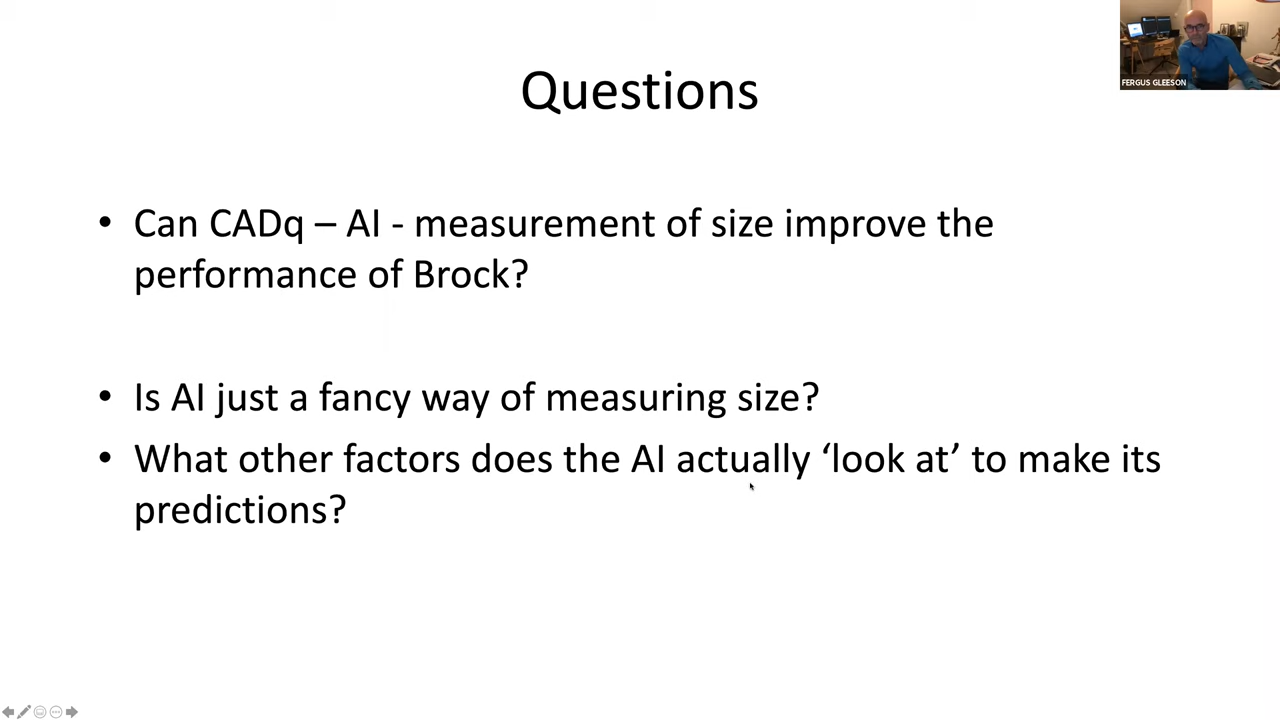 FERGUS GLEESON
Questions
• Can CADq – AI - measurement of size improve the
performance of Brock?
• Is AI just a fancy way of measuring size?
• What other factors does the AI actually ‘look at’ to make its
predictions?